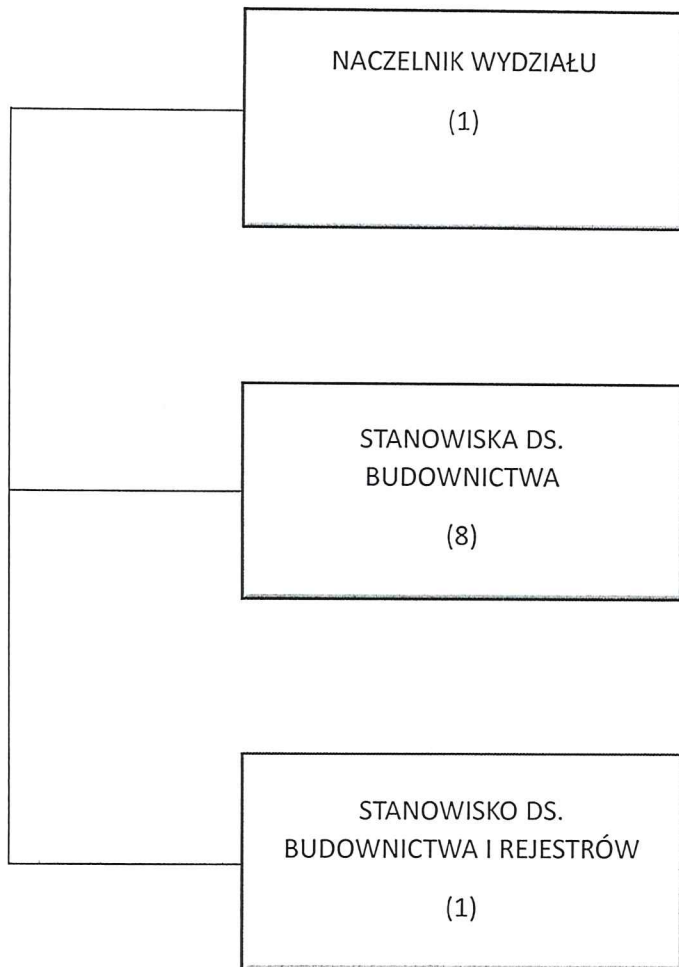 NACZELNIK WYDZIAŁU
(1)
STANOWISKA DS.
BUDOWNICTWA
(8)
STANOWISKO DS.
BUDOWNICTWA I REJESTRÓW
(1)